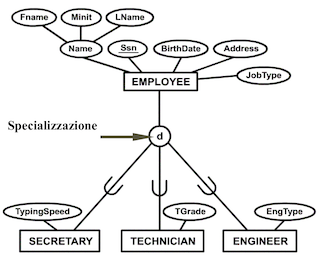 Fname
Minit
LName
Name
Ssn
BirthDate
Address
EMPLOYEE
JobType
Specializzazione
d
TypingSpeed
TGrade
EngType
SECRETARY
TECHNICIAN
ENGINEER